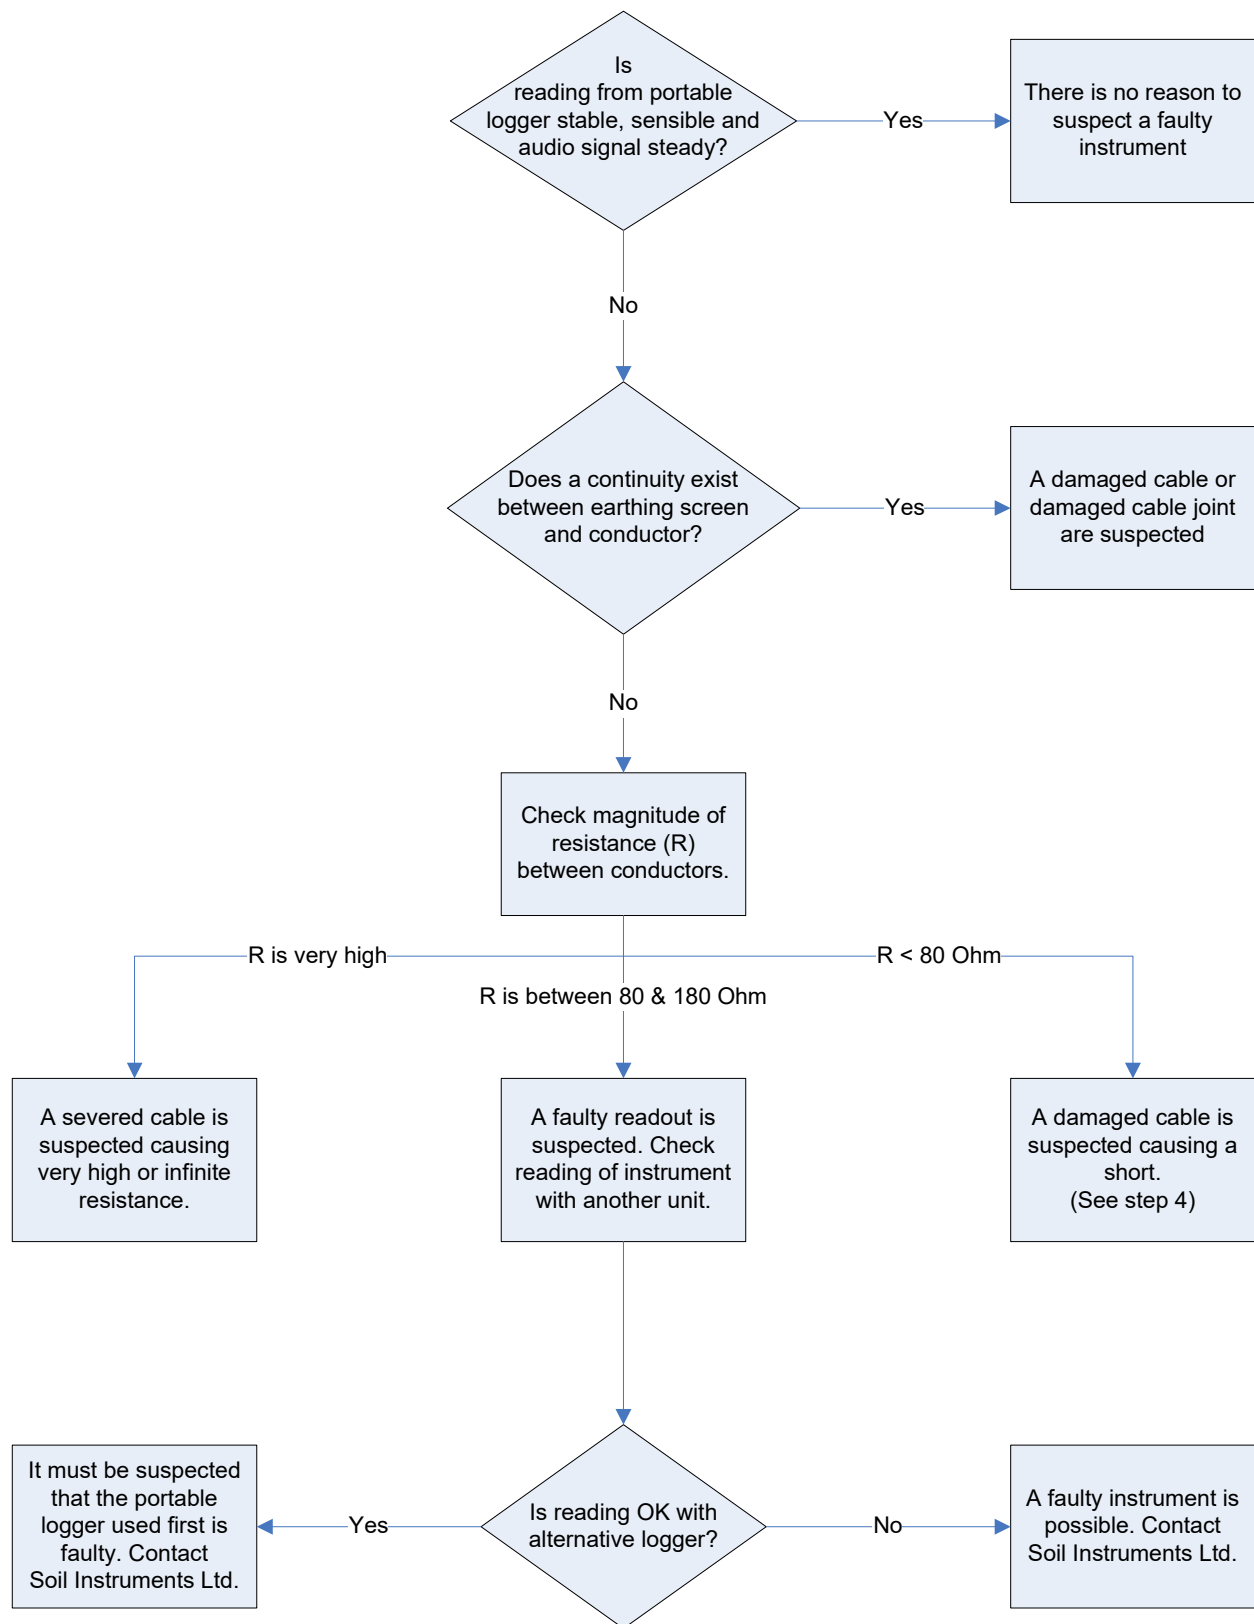 Is
reading from portable
logger stable, sensible and
audio signal steady?
Yes
There is no reason to
suspect a faulty
instrument
No
Does a continuity exist
between earthing screen
and conductor?
Yes
A damaged cable or
damaged cable joint
are suspected
No
Check magnitude of
resistance (R)
between conductors.
R is very high
R is between 80 & 180 Ohm
R < 80 Ohm
A severed cable is
suspected causing
very high or infinite
resistance.
A faulty readout is
suspected. Check
reading of instrument
with another unit.
A damaged cable is
suspected causing a
short.
(See step 4)
It must be suspected
that the portable
logger used first is
faulty. Contact
Soil Instruments Ltd.
Yes
Is reading OK with
alternative logger?
No
A faulty instrument is
possible. Contact
Soil Instruments Ltd.